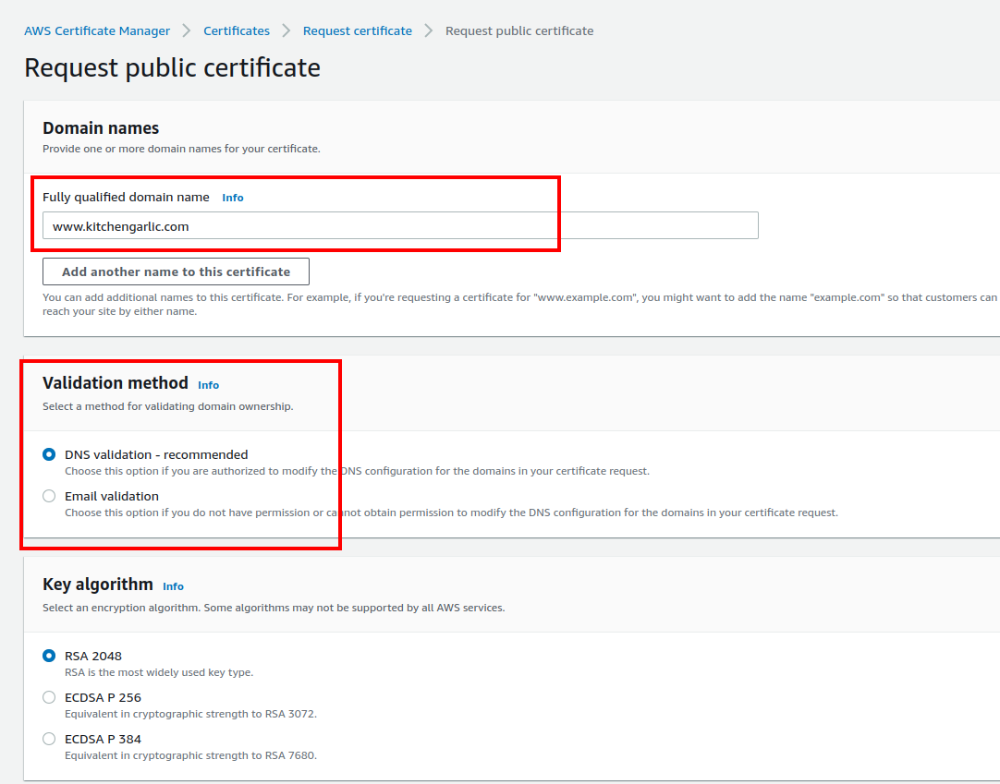 AWS Certificate Manager > Certificates > Request certificate > Request public certificate
Request public certificate
Domain names
Provide one or more domain names for your certificate.
Fully qualified domain name Info
www.kitchengarlic.com
Add another name to this certificate
You can add additional names to this certificate. For example, if you're requesting a certificate for "www.example.com", you might want to add the name "example.com" so that customers can
reach your site by either name.
Validation method Info
Select a method for validating domain ownership.
DNS validation - recommended
Choose this option if you are authorized to modify the DNS configuration for the domains in your certificate request.
Email validation
Choose this option if you do not have permission or cannot obtain permission to modify the DNS configuration for the domains in your certificate request.
Key algorithm Info
Select an encryption algorithm. Some algorithms may not be supported by all AWS services.
RSA 2048
RSA is the most widely used key type.
ECDSA P 256
Equivalent in cryptographic strength to RSA 3072.
ECDSA P 384
Equivalent in cryptographic strength to RSA 7680.